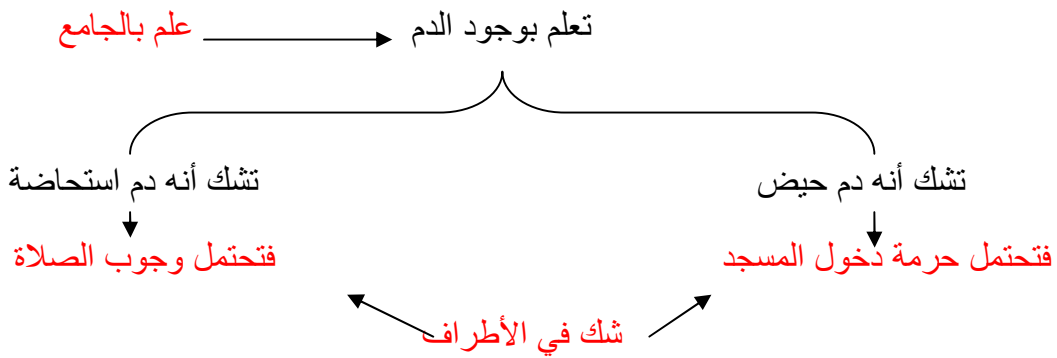 تعلم بوجود الدم
علم بالجامع
تشك أنه دم حيض
تشك أنه دم استحاضة
فتحتمل حرمة دخول المسجد
فتحتمل وجوب الصلاة
شك في الأطراف